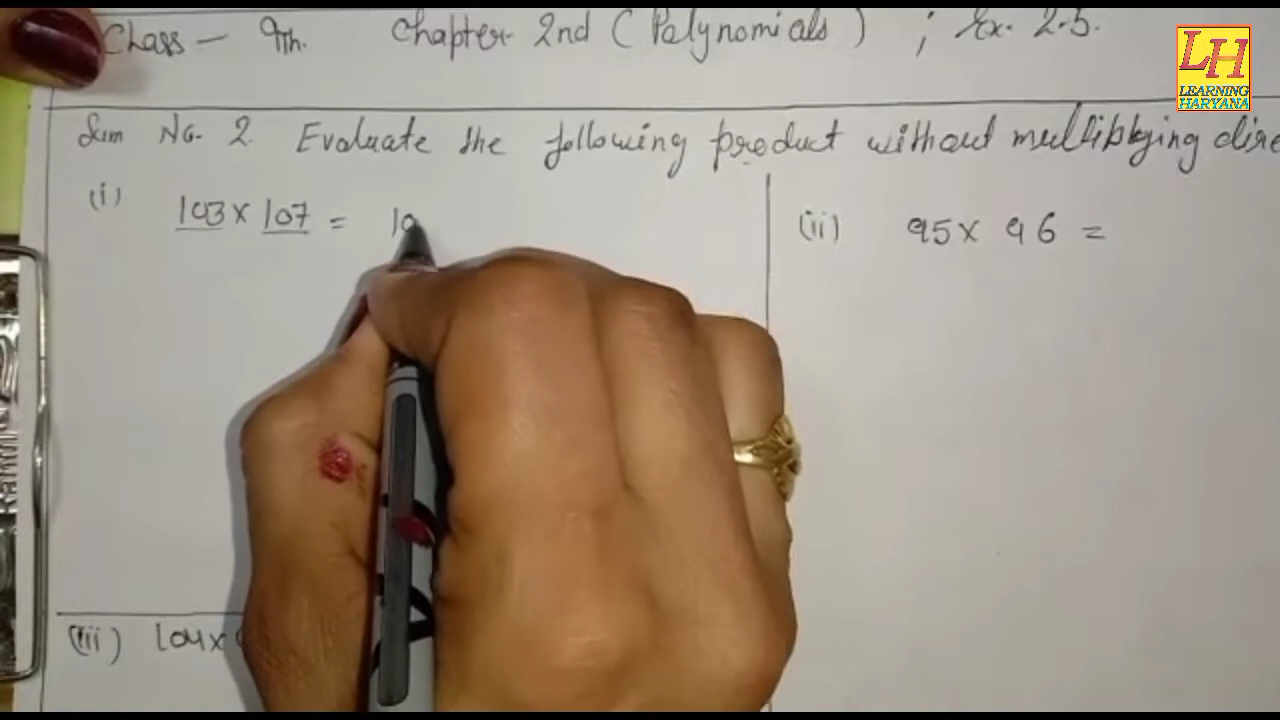 Class - 9th. Chapter 2nd (Polynomials) ; Ex. 2.5.
LH
LEARNING
HARYANA
Sum No. 2 Evaluate the following product without multiplying dire
(i) 103 x 107 = 10
(ii) 95 x 96 =
(iii) 104 x